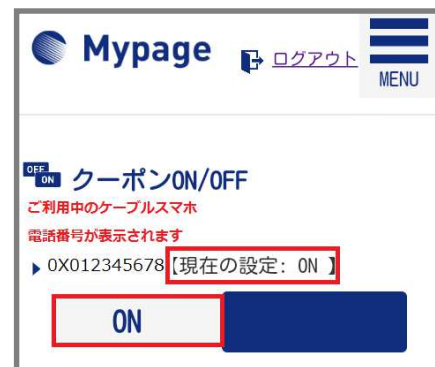 Mypage
ログアウト
MENU
OFF
ON
クーポンON/OFF
ご利用中のケーブルスマホ
電話番号が表示されます
0X012345678【現在の設定: ON 】
ON